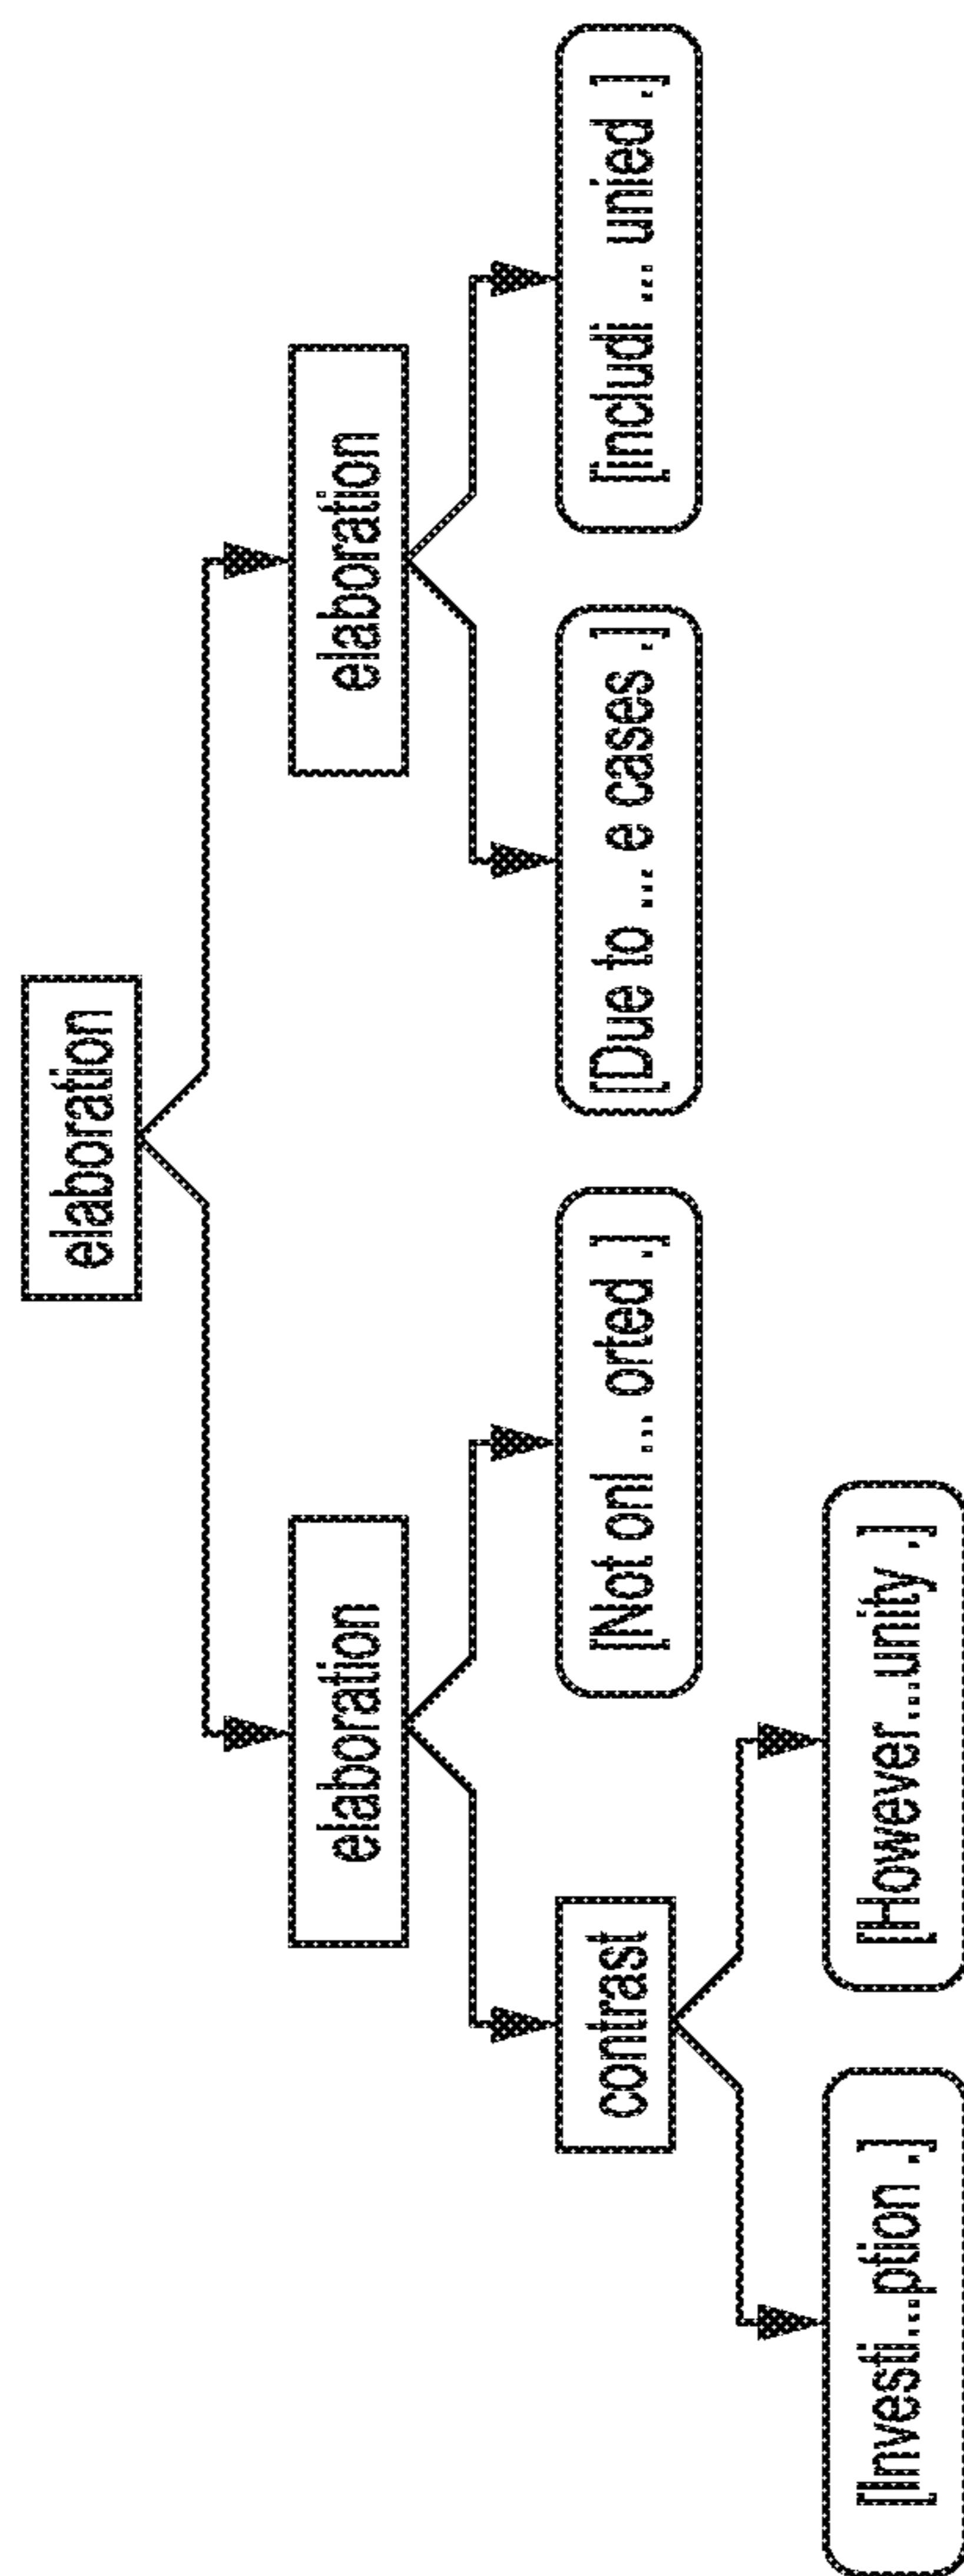 elaboration
elaboration
elaboration
contrast
[Not onl ... orted .]
[Due to ... e cases .]
[includi ... unied .]
[Investi...ption .]
[However...unity .]